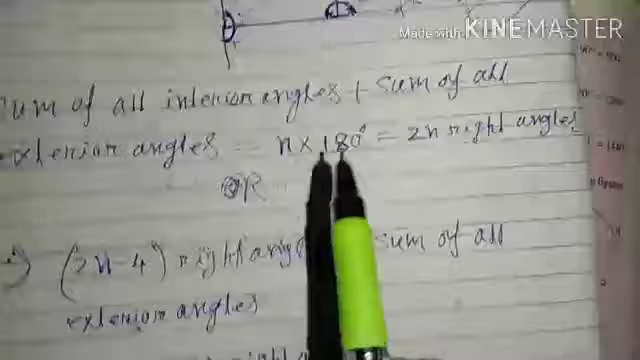 Made with KINEMASTER
sum of all interior angles + sum of all
exterior angles = n × 180° = 2n right angles
OR
(2n-4) right angles sum of all
exterior angles